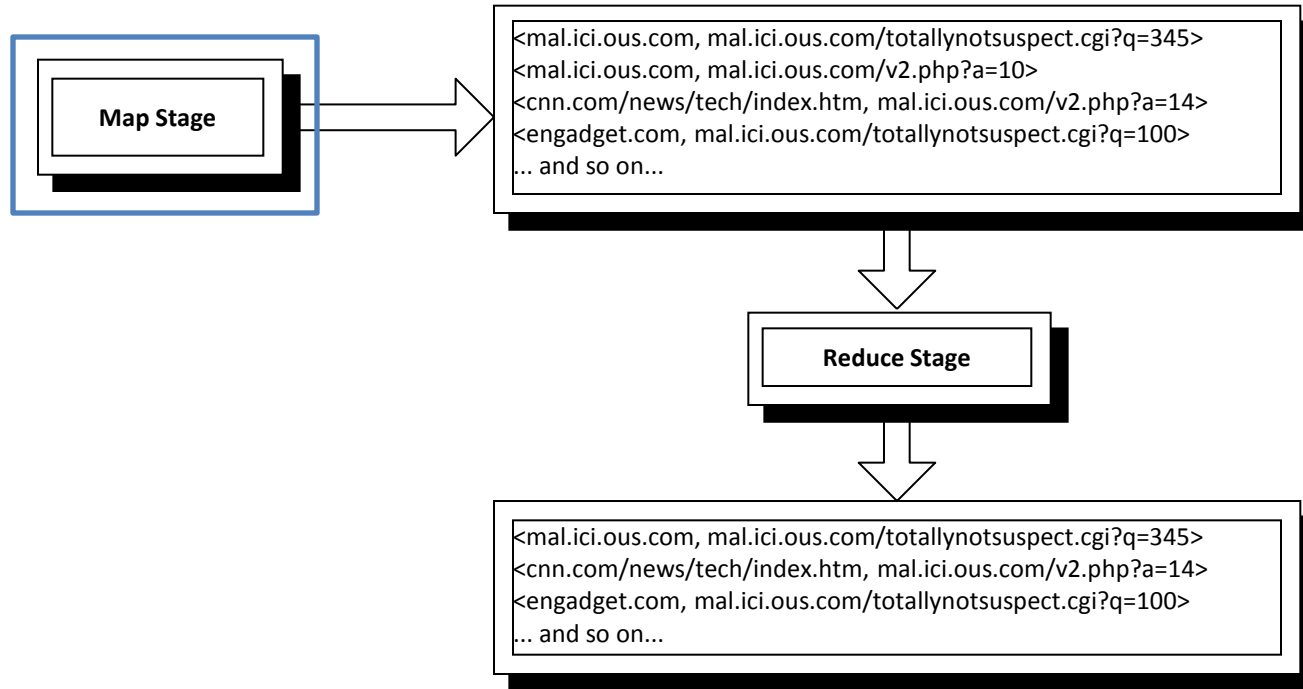 Map Stage
<mal.ici.ous.com, mal.ici.ous.com/totallynotsuspect.cgi?q=345>
<mal.ici.ous.com, mal.ici.ous.com/v2.php?a=10>
<cnn.com/news/tech/index.htm, mal.ici.ous.com/v2.php?a=14>
<engadget.com, mal.ici.ous.com/totallynotsuspect.cgi?q=100>
... and so on...
Reduce Stage
<mal.ici.ous.com, mal.ici.ous.com/totallynotsuspect.cgi?q=345>
<cnn.com/news/tech/index.htm, mal.ici.ous.com/v2.php?a=14>
<engadget.com, mal.ici.ous.com/totallynotsuspect.cgi?q=100>
... and so on...